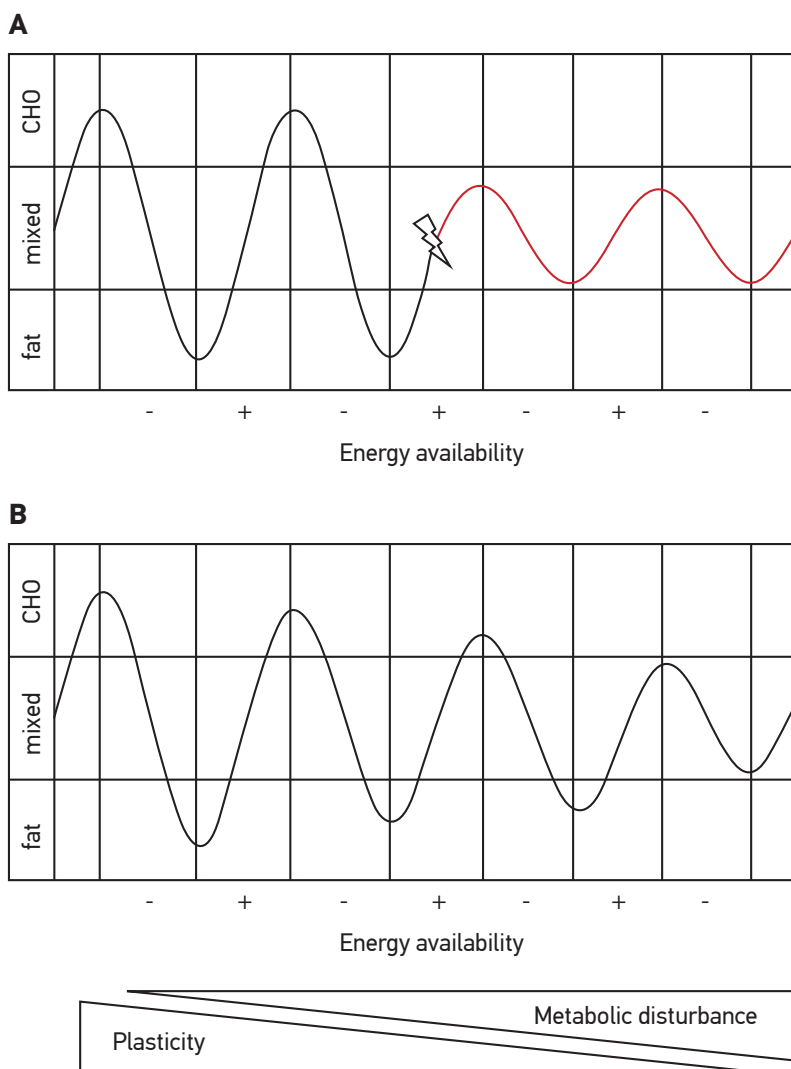 A
CHO
mixed
fat
- + - + - + -
Energy availability
B
CHO
mixed
fat
- + - + - + -
Energy availability
Metabolic disturbance
Plasticity